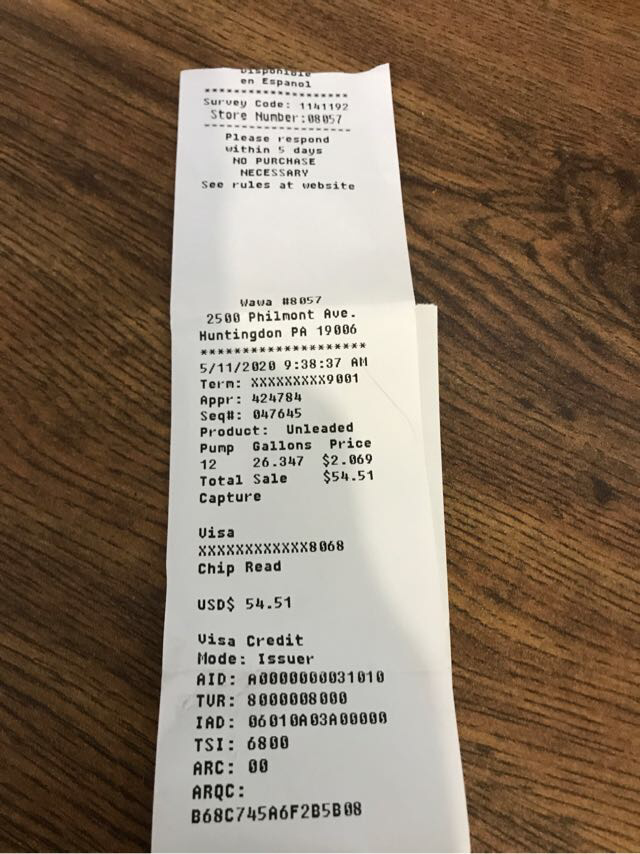 Disponible
en Espanol
********************
Survey Code: 1141192
Store Number:08057
--------------------
Please respond
within 5 days
NO PURCHASE
NECESSARY
See rules at website
Wawa #8057
2500 Philmont Ave.
Huntingdon PA 19006
********************
5/11/2020 9:38:37 AM
Term: XXXXXXXXX9001
Appr: 424784
Seq#: 047645
Product: Unleaded
Pump Gallons Price
12 26.347 $2.069
Total Sale $54.51
Capture
Visa
XXXXXXXXXXXX8068
Chip Read
USD$ 54.51
Visa Credit
Mode: Issuer
AID: A0000000031010
TVR: 8000008000
IAD: 06010A03A00000
TSI: 6800
ARC: 00
ARQC:
B68C745A6F2B5B08